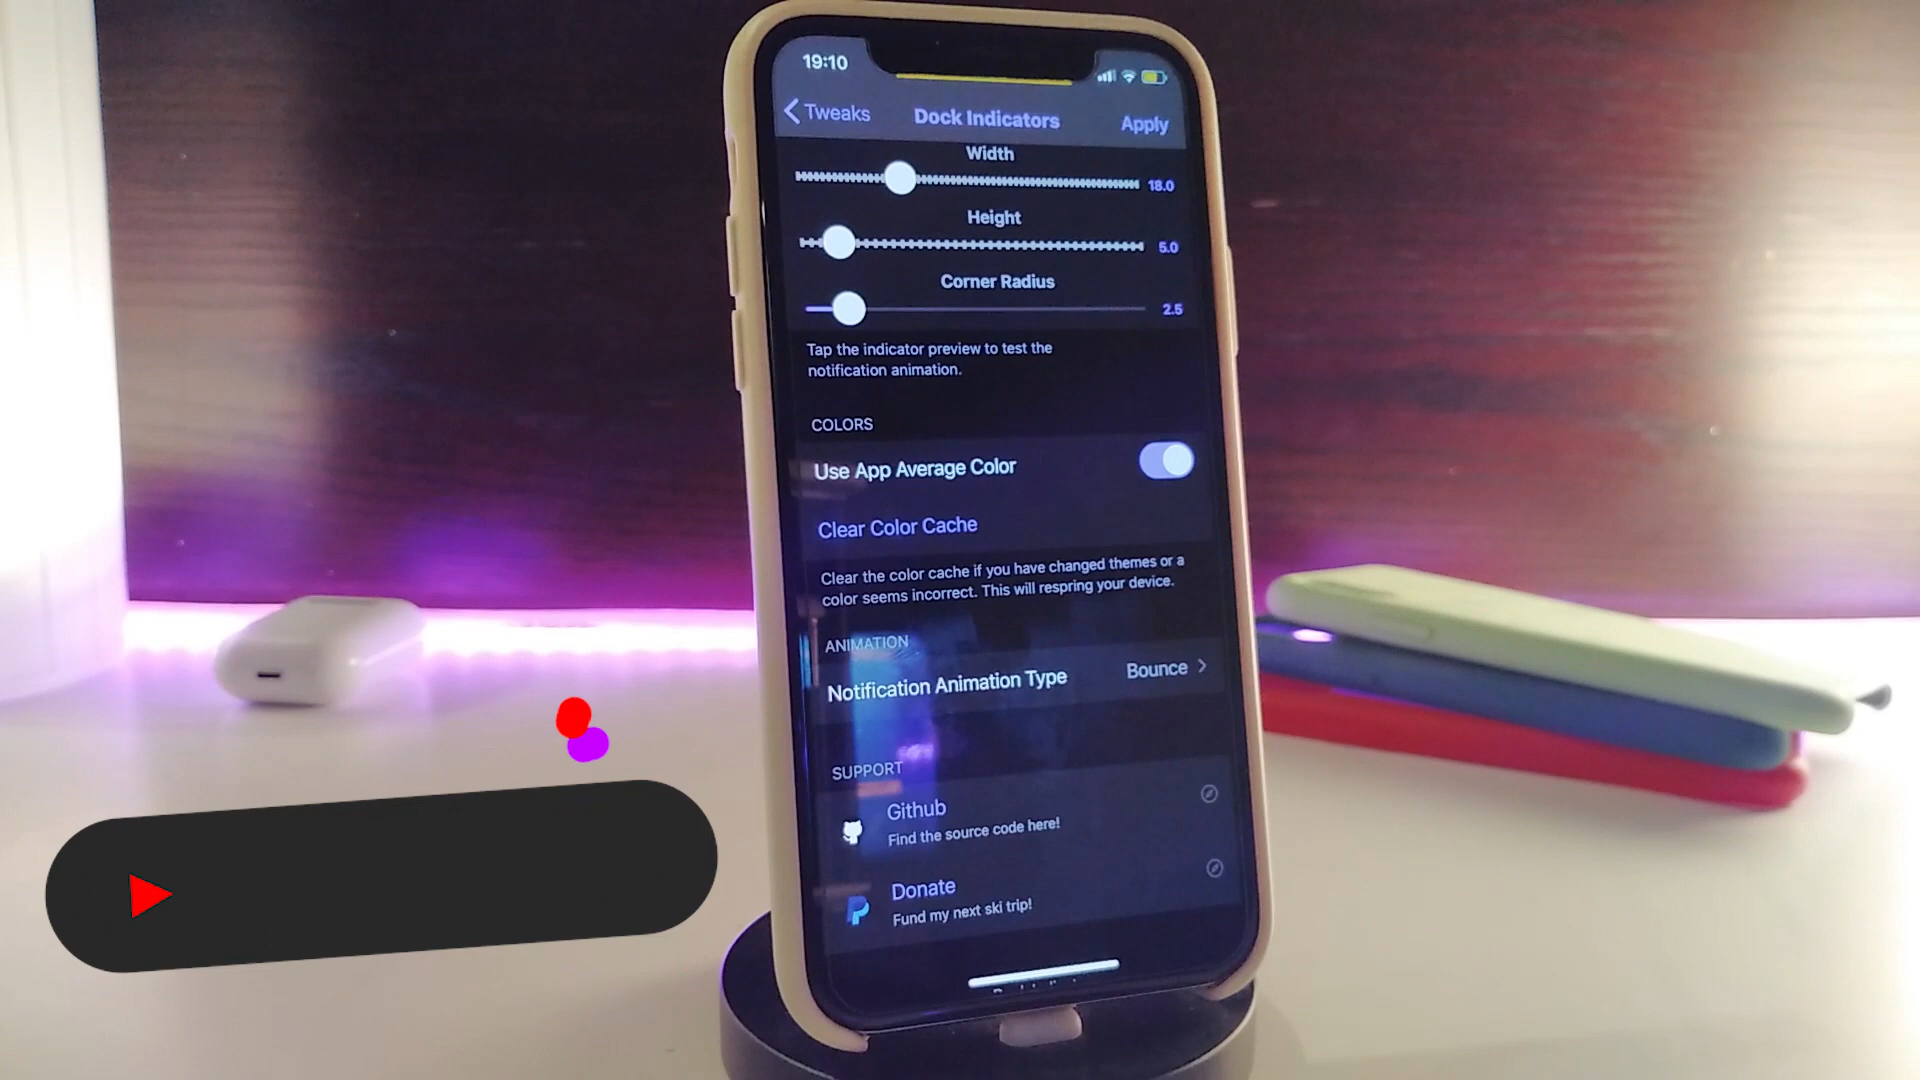 19:10
Tweaks
Dock Indicators
Apply
Width
18.0
Height
5.0
Corner Radius
2.5
Tap the indicator preview to test the
notification animation.
COLORS
Use App Average Color
Clear Color Cache
Clear the color cache if you have changed themes or a
color seems incorrect. This will respring your device.
ANIMATION
Notification Animation Type
Bounce
SUPPORT
Github
Find the source code here!
Donate
Fund my next ski trip!